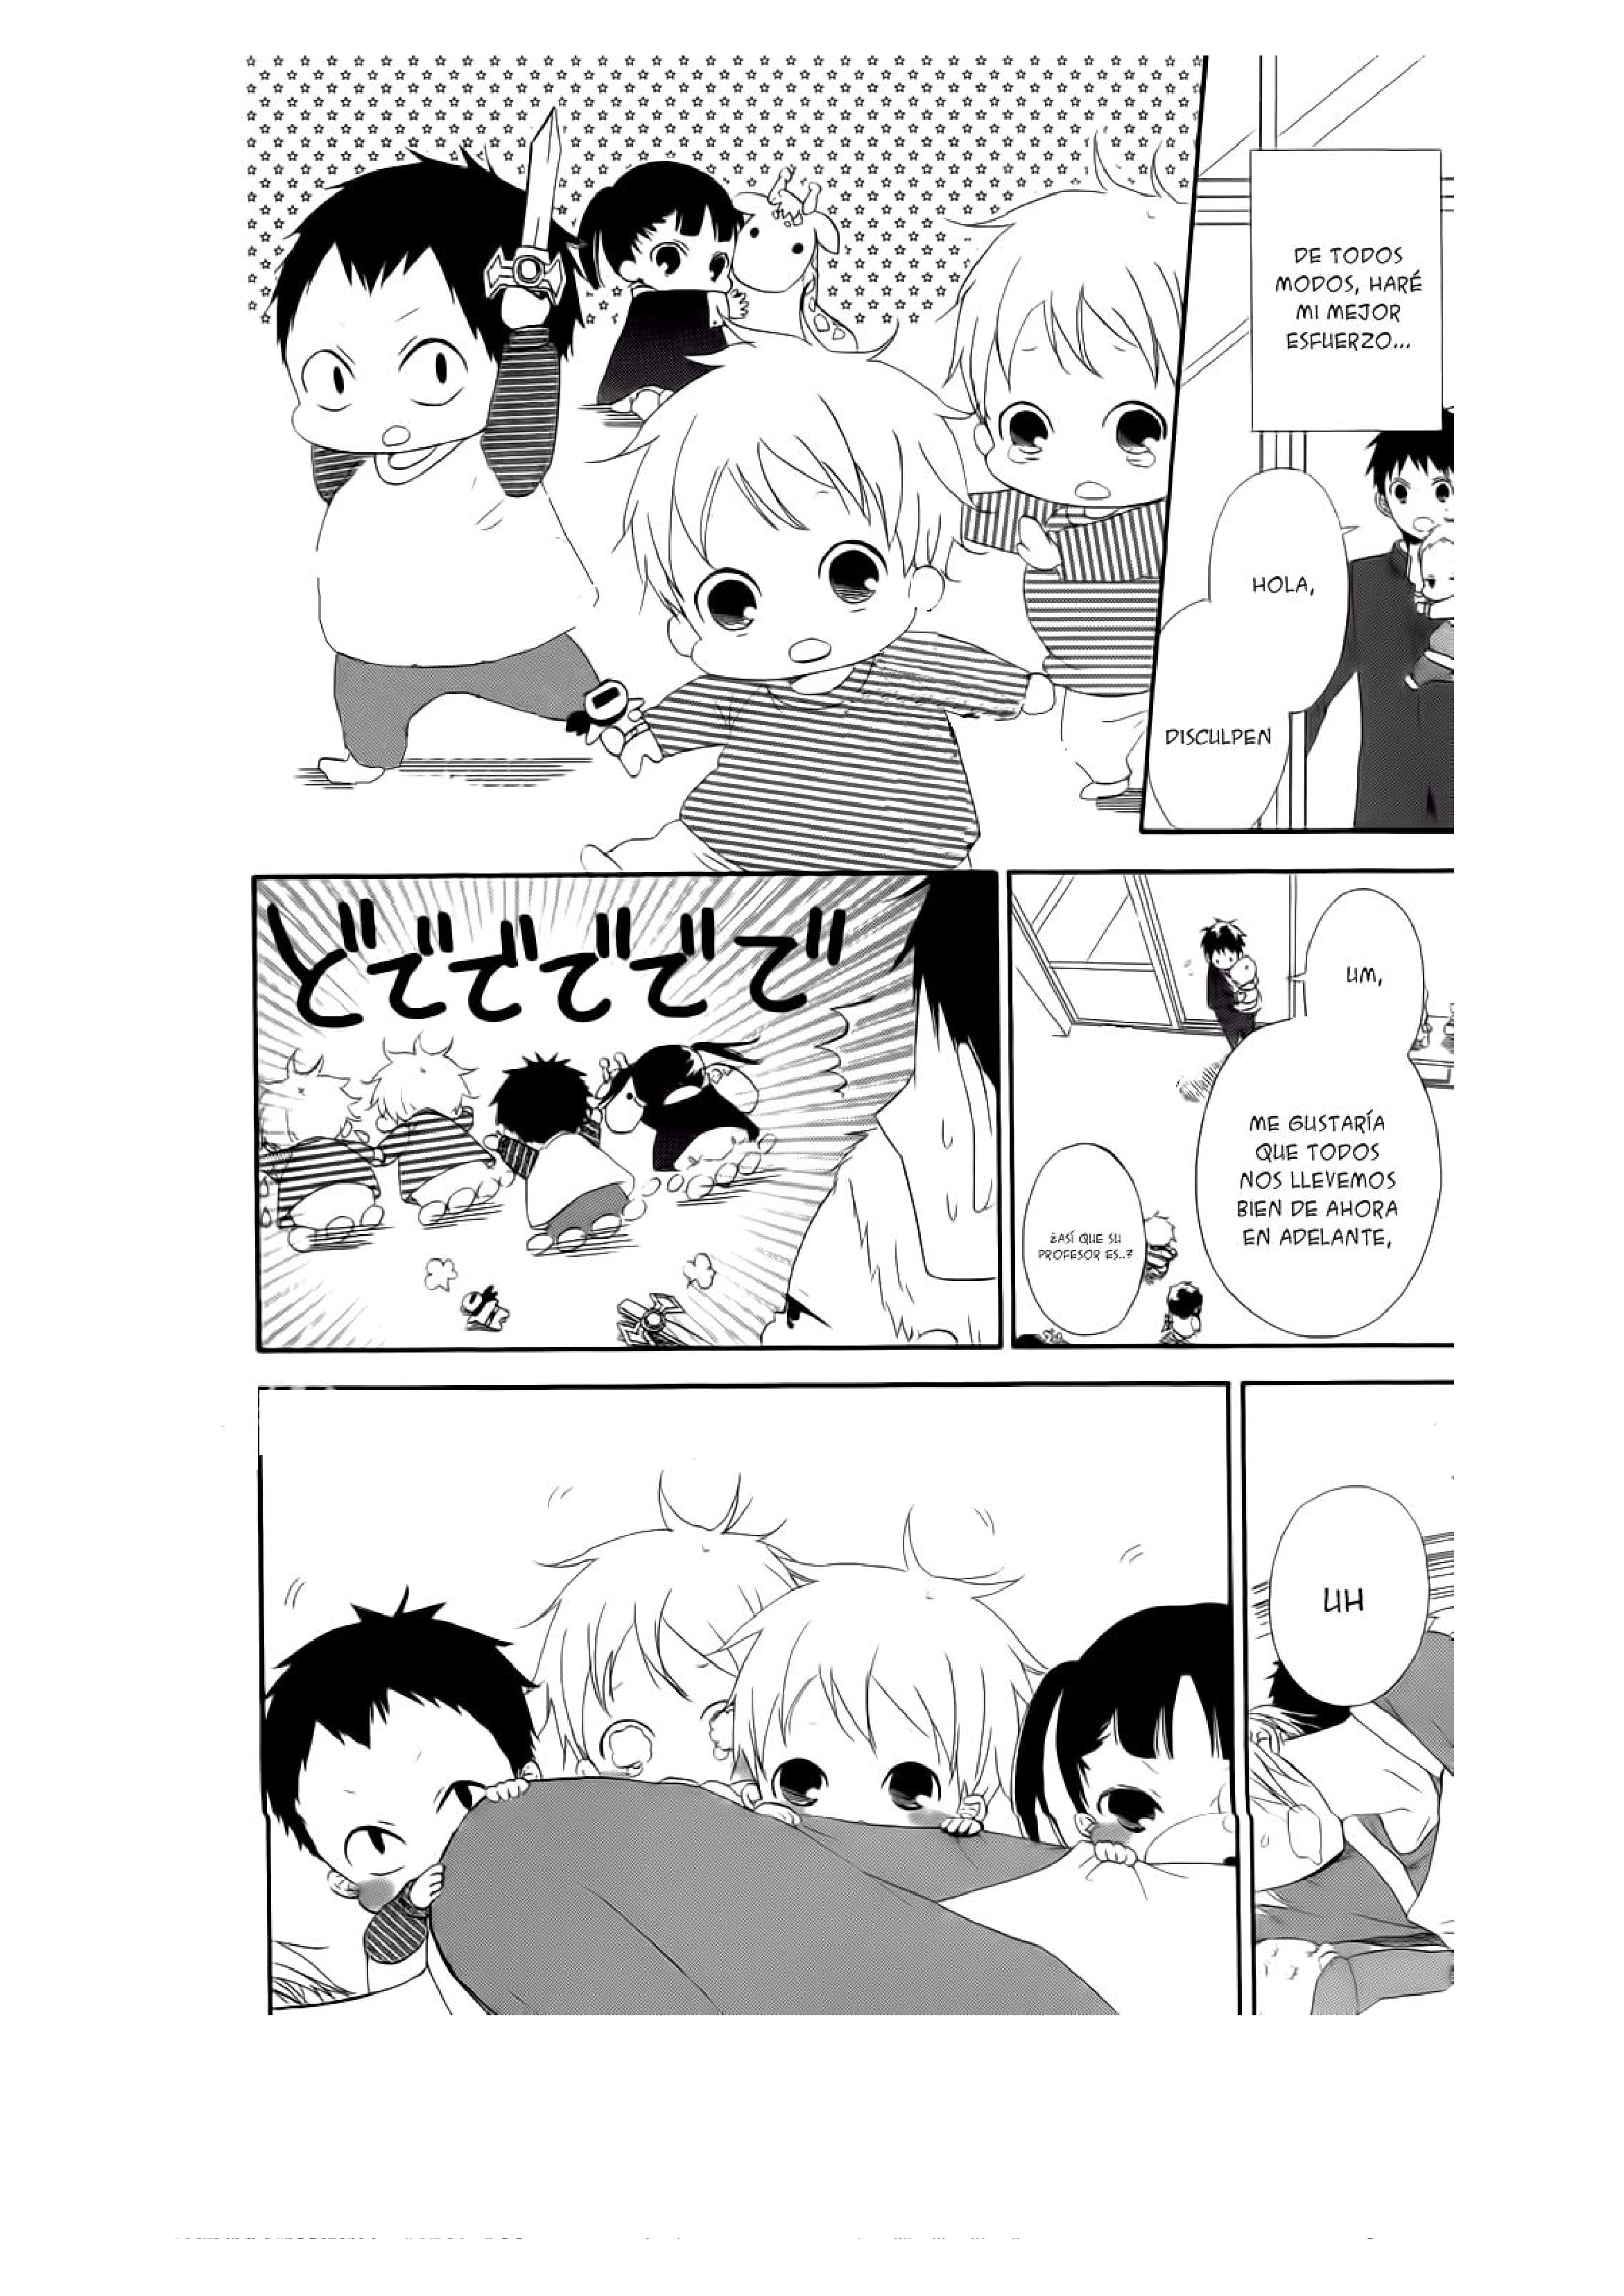 DE TODOS
MODOS, HARÉ
MI MEJOR
ESFUERZO...
HOLA,
DISCULPEN
UM,
ME GUSTARÍA
QUE TODOS
NOS LLEVEMOS
BIEN DE AHORA
EN ADELANTE,
¿ASÍ QUE SU
PROFESOR ES..?
どででででで
UH